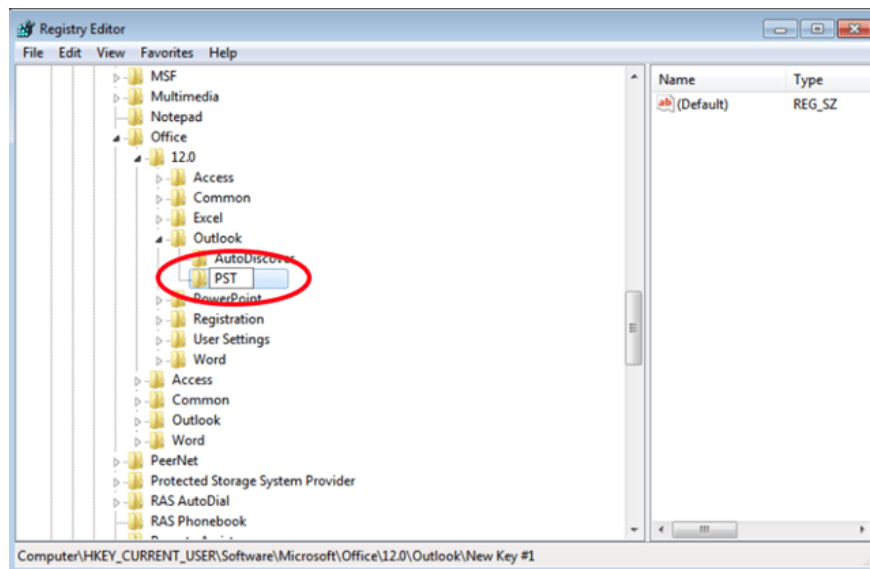 Registry Editor
File Edit View Favorites Help
MSF
Multimedia
Notepad
Office
12.0
Access
Common
Excel
Outlook
AutoDiscover
PST
PowerPoint
Registration
User Settings
Word
Access
Common
Outlook
Word
PeerNet
Protected Storage System Provider
RAS AutoDial
RAS Phonebook
Name Type
ab (Default) REG_SZ
Computer\HKEY_CURRENT_USER\Software\Microsoft\Office\12.0\Outlook\New Key #1